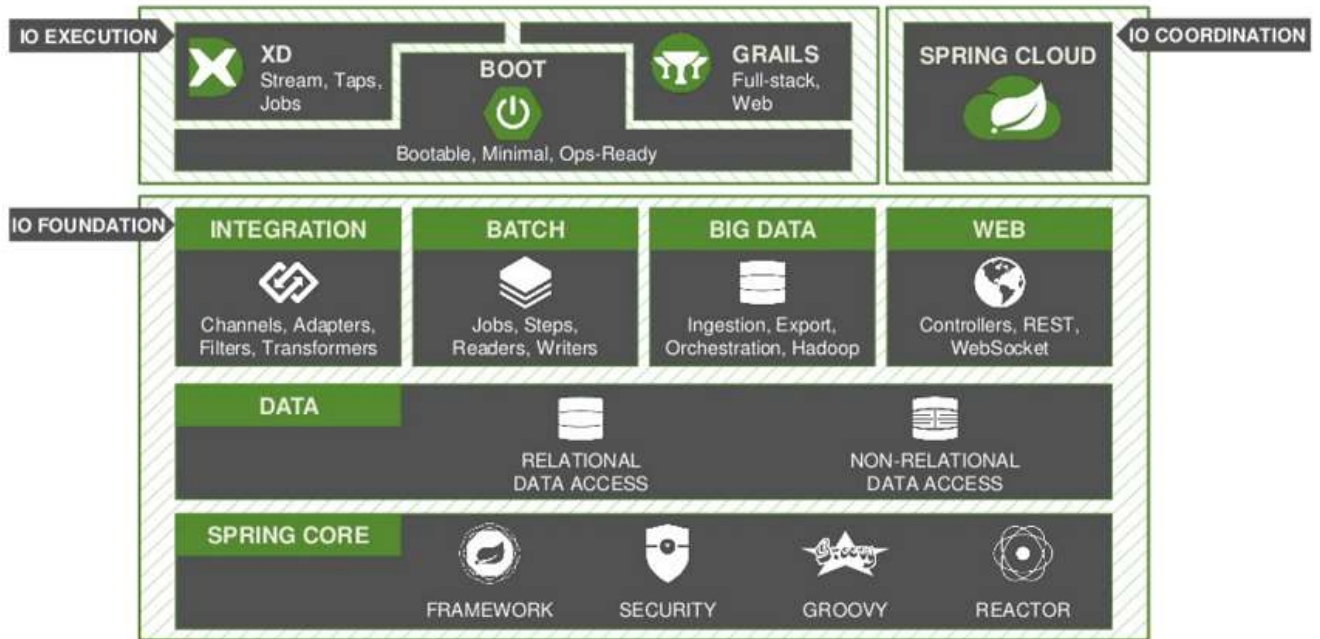 IO EXECUTION
XD
Stream, Taps,
Jobs
BOOT
Bootable, Minimal, Ops-Ready
GRAILS
Full-stack,
Web
SPRING CLOUD
IO COORDINATION
IO FOUNDATION
INTEGRATION
Channels, Adapters,
Filters, Transformers
BATCH
Jobs, Steps,
Readers, Writers
BIG DATA
Ingestion, Export,
Orchestration, Hadoop
WEB
Controllers, REST,
WebSocket
DATA
RELATIONAL
DATA ACCESS
NON-RELATIONAL
DATA ACCESS
SPRING CORE
FRAMEWORK
SECURITY
Groovy
GROOVY
REACTOR